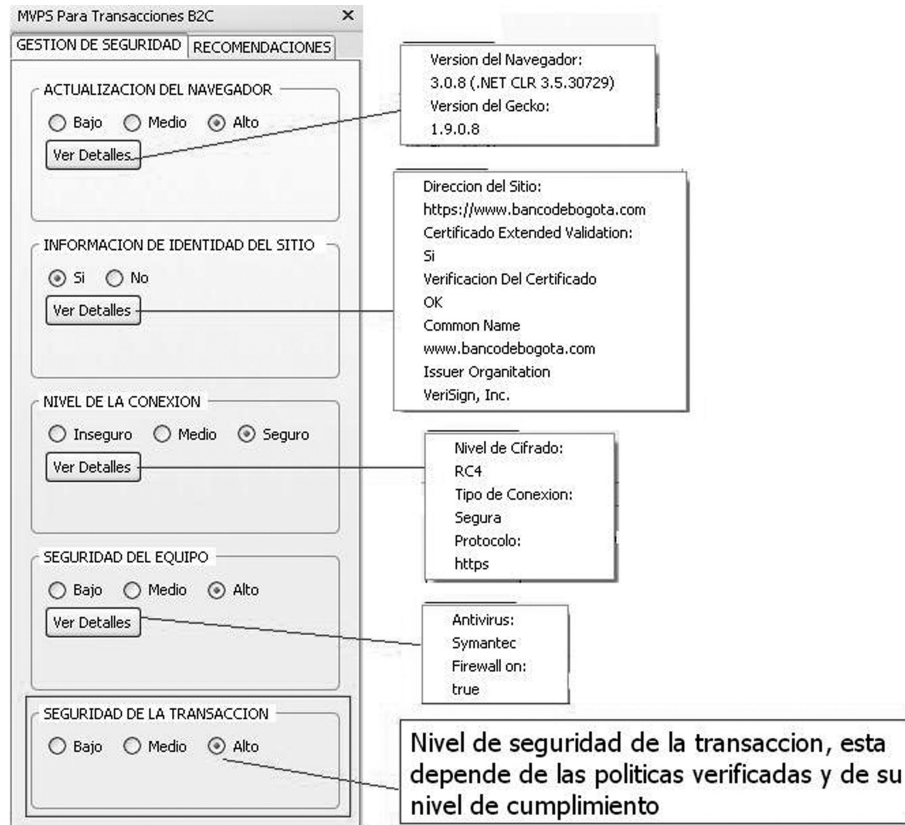 MVPS Para Transacciones B2C
GESTION DE SEGURIDAD
RECOMENDACIONES
ACTUALIZACION DEL NAVEGADOR
Bajo Medio Alto
Ver Detalles
Version del Navegador:
3.0.8 (.NET CLR 3.5.30729)
Version del Gecko:
1.9.0.8
INFORMACION DE IDENTIDAD DEL SITIO
Si No
Ver Detalles
Direccion del Sitio:
https://www.bancodebogota.com
Certificado Extended Validation:
Si
Verificacion Del Certificado
OK
Common Name
www.bancodebogota.com
Issuer Organitation
VeriSign, Inc.
NIVEL DE LA CONEXION
Inseguro Medio Seguro
Ver Detalles
Nivel de Cifrado:
RC4
Tipo de Conexion:
Segura
Protocolo:
https
SEGURIDAD DEL EQUIPO
Bajo Medio Alto
Ver Detalles
Antivirus:
Symantec
Firewall on:
true
SEGURIDAD DE LA TRANSACCION
Bajo Medio Alto
Nivel de seguridad de la transaccion, esta
depende de las politicas verificadas y de su
nivel de cumplimiento